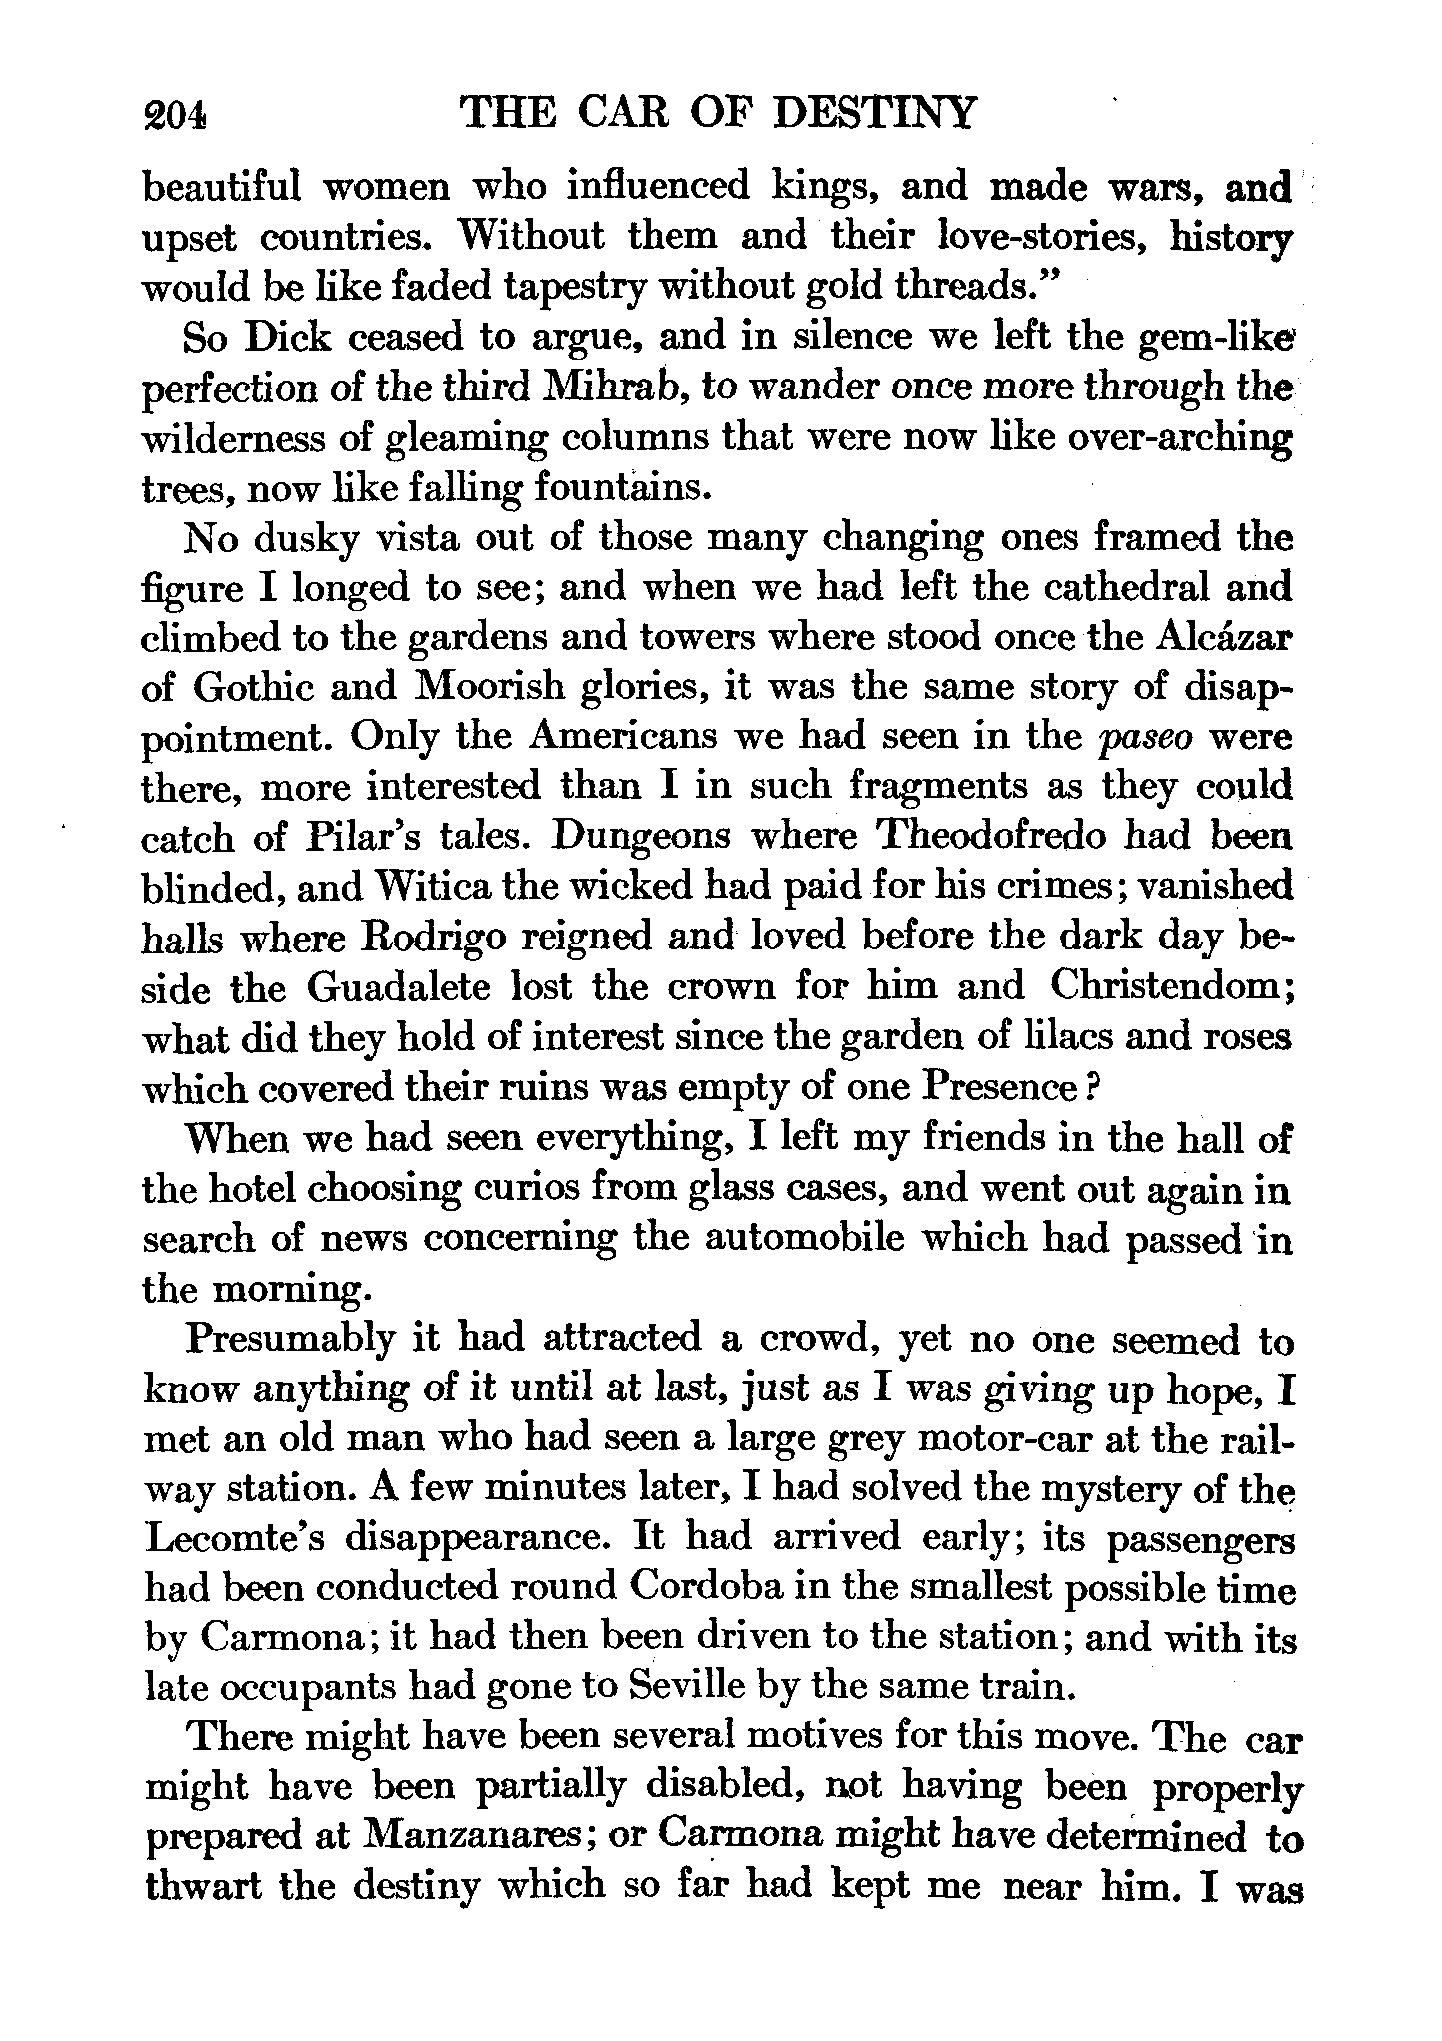 204 THE CAR OF DESTINY
beautiful women who influenced kings, and made wars, and
upset countries. Without them and their love-stories, history
would be like faded tapestry without gold threads.”
So Dick ceased to argue, and in silence we left the gem-like
perfection of the third Mihrab, to wander once more through the
wilderness of gleaming columns that were now like over-arching
trees, now like falling fountains.
No dusky vista out of those many changing ones framed the
figure I longed to see; and when we had left the cathedral and
climbed to the gardens and towers where stood once the Alcázar
of Gothic and Moorish glories, it was the same story of disap-
pointment. Only the Americans we had seen in the paseo were
there, more interested than I in such fragments as they could
catch of Pilar’s tales. Dungeons where Theodofredo had been
blinded, and Witica the wicked had paid for his crimes; vanished
halls where Rodrigo reigned and loved before the dark day be-
side the Guadalete lost the crown for him and Christendom;
what did they hold of interest since the garden of lilacs and roses
which covered their ruins was empty of one Presence?
When we had seen everything, I left my friends in the hall of
the hotel choosing curios from glass cases, and went out again in
search of news concerning the automobile which had passed in
the morning.
Presumably it had attracted a crowd, yet no one seemed to
know anything of it until at last, just as I was giving up hope, I
met an old man who had seen a large grey motor-car at the rail-
way station. A few minutes later, I had solved the mystery of the
Lecomte’s disappearance. It had arrived early; its passengers
had been conducted round Cordoba in the smallest possible time
by Carmona; it had then been driven to the station; and with its
late occupants had gone to Seville by the same train.
There might have been several motives for this move. The car
might have been partially disabled, not having been properly
prepared at Manzanares; or Carmona might have determined to
thwart the destiny which so far had kept me near him. I was